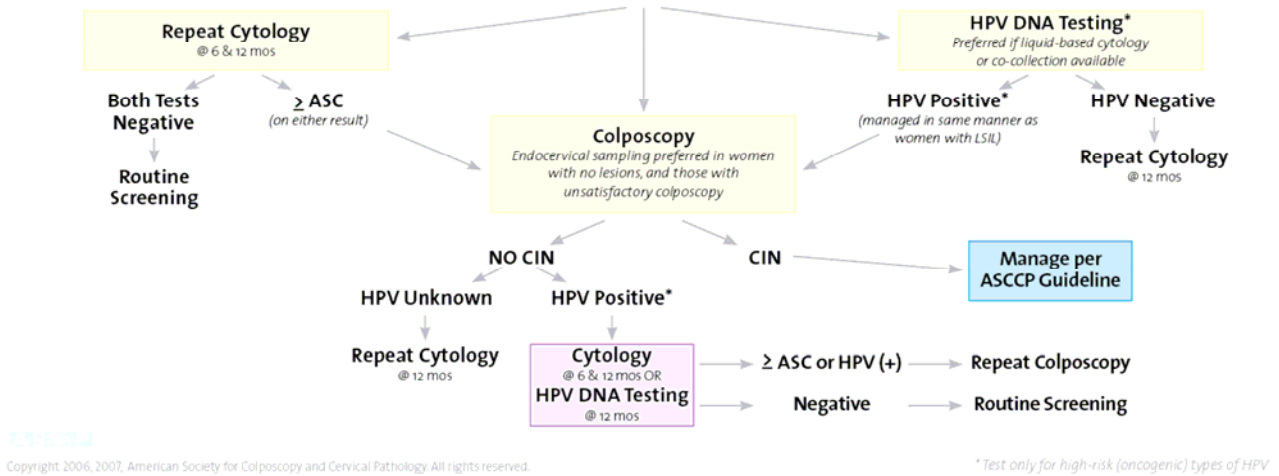 Repeat Cytology
@ 6 & 12 mos
HPV DNA Testing*
Preferred if liquid-based cytology
or co-collection available
Both Tests
Negative
≥ ASC
(on either result)
HPV Positive*
(managed in same manner as
women with LSIL)
HPV Negative
Colposcopy
Endocervical sampling preferred in women
with no lesions, and those with
unsatisfactory colposcopy
Routine
Screening
Repeat Cytology
@ 12 mos
NO CIN
CIN
Manage per
ASCCP Guideline
HPV Unknown
HPV Positive*
Repeat Cytology
@ 12 mos
Cytology
@ 6 & 12 mos OR
HPV DNA Testing
@ 12 mos
≥ ASC or HPV (+)
Repeat Colposcopy
Negative
Routine Screening
Copyright 2006, 2007, American Society for Colposcopy and Cervical Pathology. All rights reserved.
*Test only for high-risk (oncogenic) types of HPV